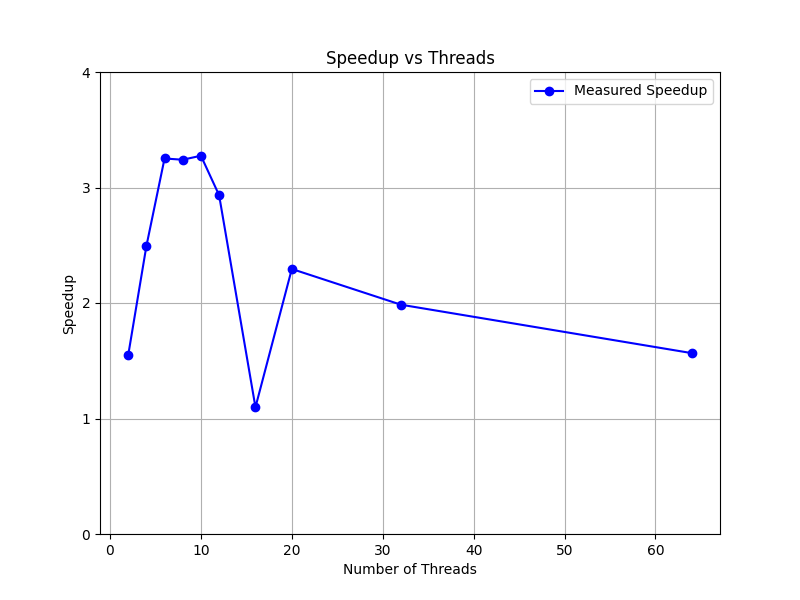 Speedup vs Threads
Measured Speedup
4
3
2
1
0
Speedup
0 10 20 30 40 50 60
Number of Threads